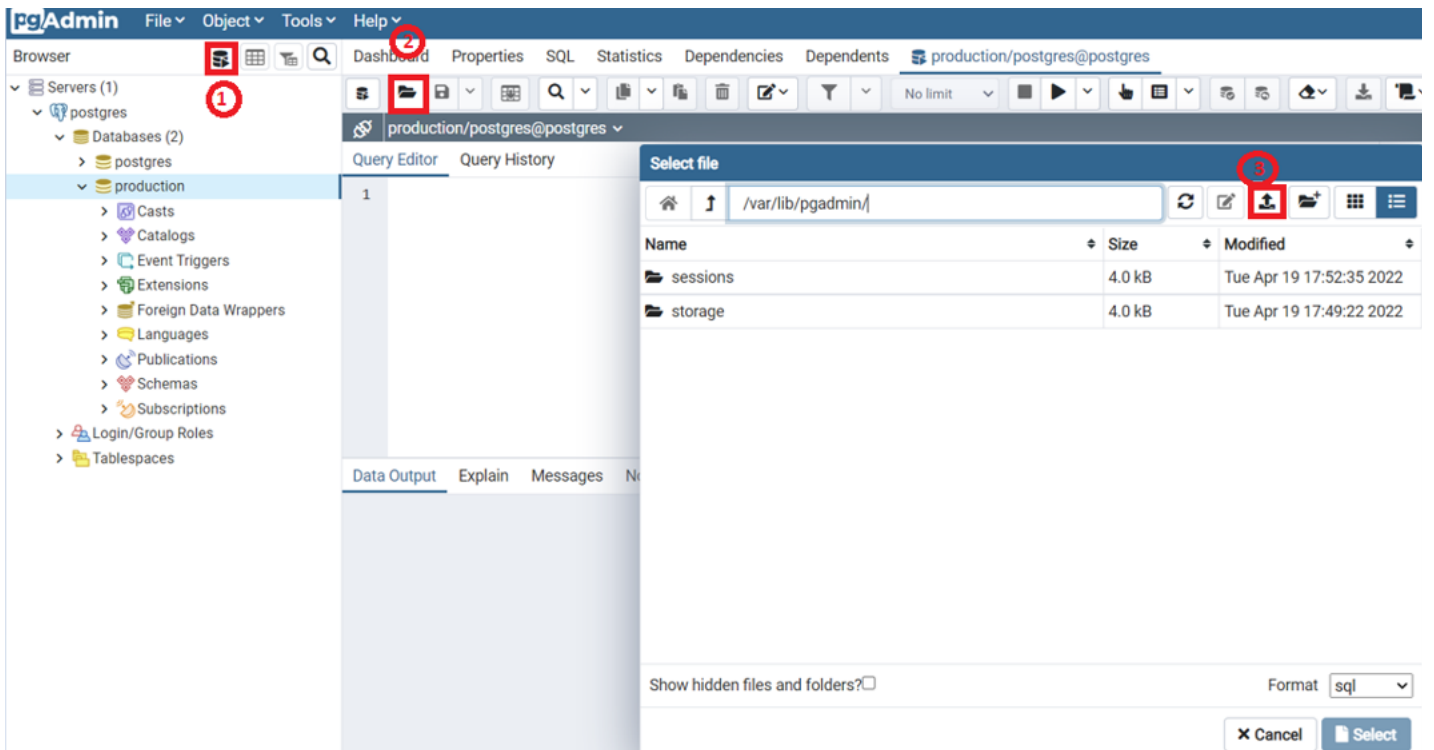 pgAdmin File Object Tools Help
Browser
Dashboard Properties SQL Statistics Dependencies Dependents production/postgres@postgres
1
2
No limit
production/postgres@postgres
Query Editor Query History
1
Servers (1)
postgres
Databases (2)
postgres
production
Casts
Catalogs
Event Triggers
Extensions
Foreign Data Wrappers
Languages
Publications
Schemas
Subscriptions
Login/Group Roles
Tablespaces
Data Output Explain Messages
Select file
3
/var/lib/pgadmin/
Name Size Modified
sessions 4.0 kB Tue Apr 19 17:52:35 2022
storage 4.0 kB Tue Apr 19 17:49:22 2022
Show hidden files and folders?
Format sql
Cancel Select